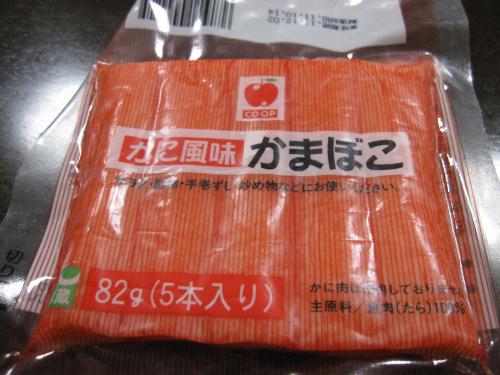 CO·OP
かに風味 かまぼこ
サラダ・酢の物・手巻ずし・炒め物などにお使いください。
蔵
82g(5本入り)
かに肉は使用しておりません
主原料/魚肉(たら)100%
切り